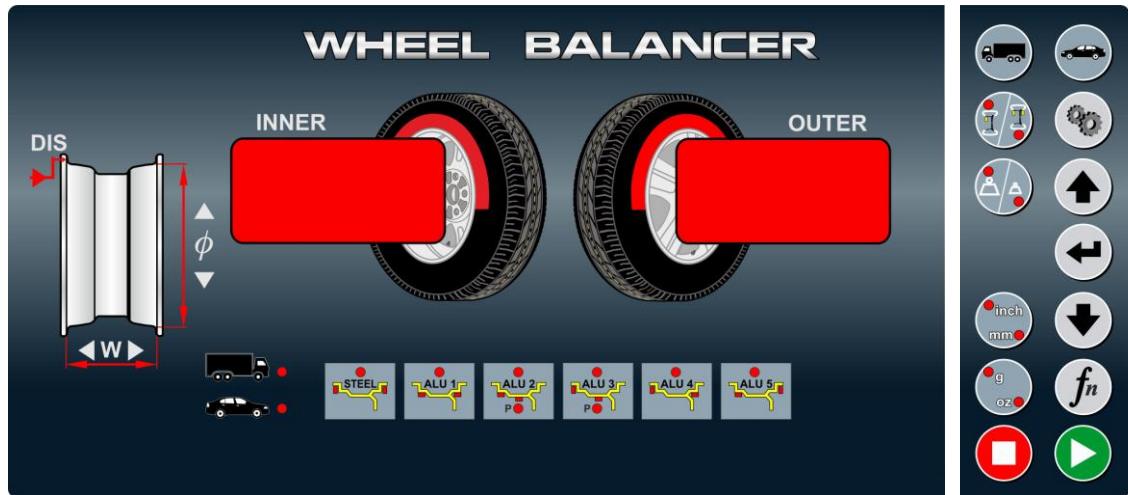 WHEEL BALANCER
INNER
OUTER
DIS
ϕ
W
STEEL
ALU 1
ALU 2
P
ALU 3
P
ALU 4
ALU 5
inch
mm
g
oz
fn